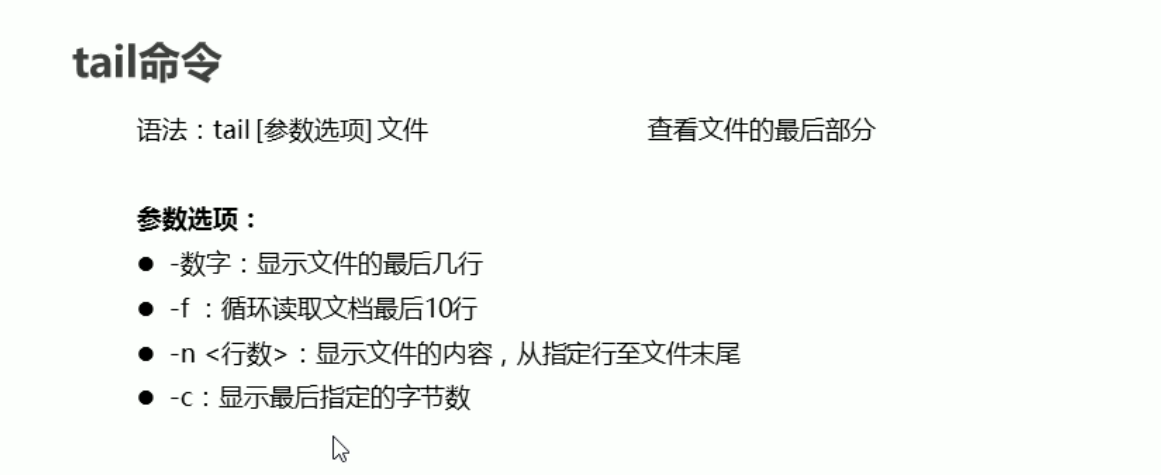 tail命令
语法：tail [参数选项] 文件 查看文件的最后部分
参数选项：
● -数字：显示文件的最后几行
● -f ：循环读取文档最后10行
● -n <行数>：显示文件的内容，从指定行至文件末尾
● -c：显示最后指定的字节数